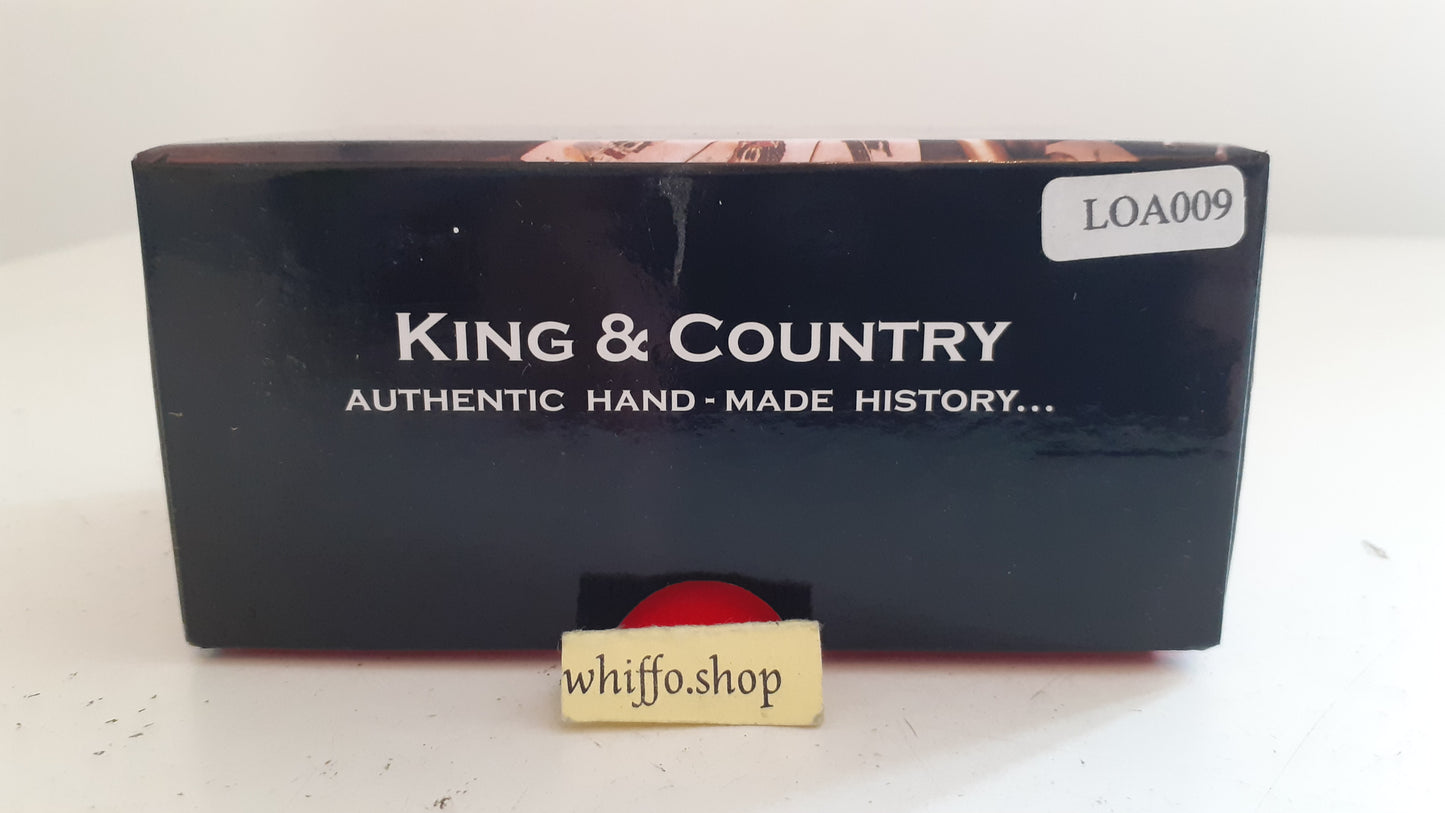 LOA009
KING & COUNTRY
AUTHENTIC HAND-MADE HISTORY...
whiffo.shop